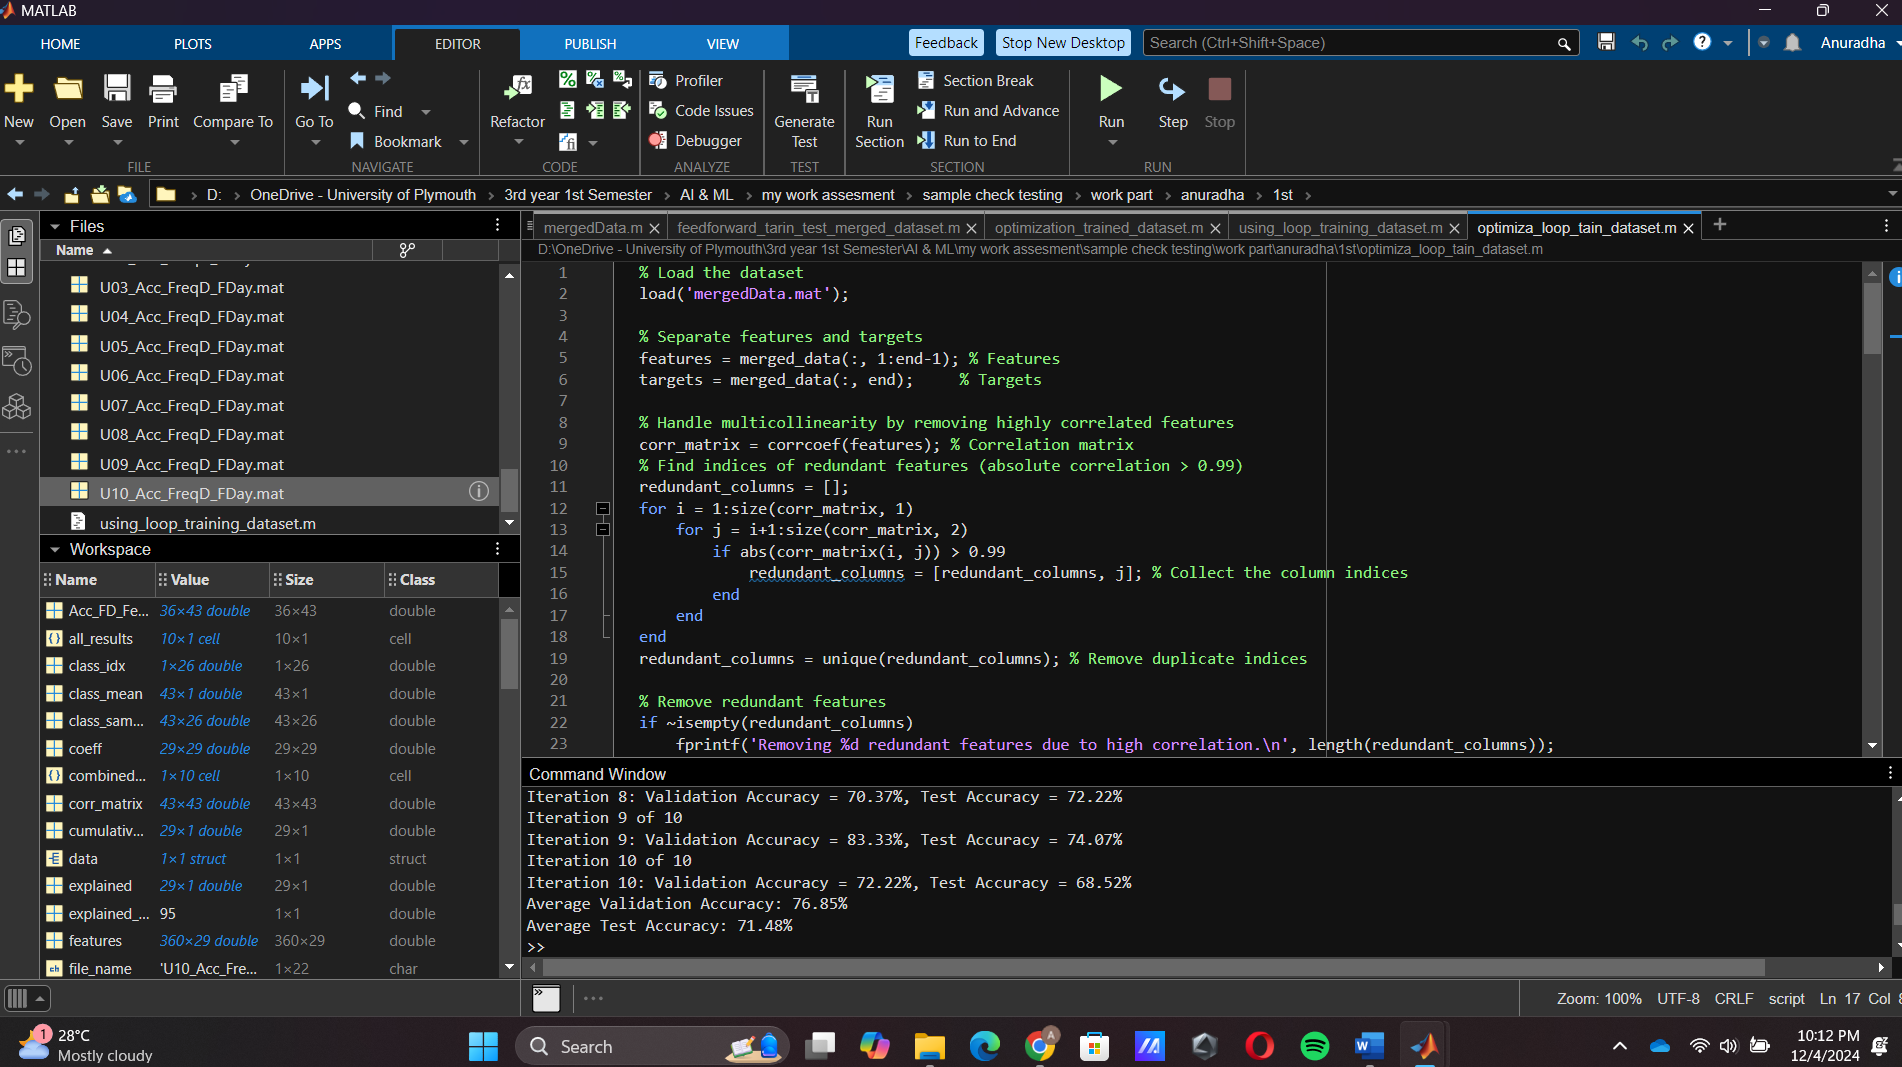 MATLAB
HOME PLOTS APPS EDITOR PUBLISH VIEW Feedback Stop New Desktop Search (Ctrl+Shift+Space) Anuradha
New Open Save Print Compare To
FILE
Go To Find Bookmark
NAVIGATE
Refactor
CODE
Profiler
Code Issues
Debugger
ANALYZE
Generate Test
TEST
Run Section
Section Break
Run and Advance
Run to End
SECTION
Run Step Stop
RUN
D: OneDrive - University of Plymouth 3rd year 1st Semester AI & ML my work assesment sample check testing work part anuradha 1st
Files
Name
U03_Acc_FreqD_FDay.mat
U04_Acc_FreqD_FDay.mat
U05_Acc_FreqD_FDay.mat
U06_Acc_FreqD_FDay.mat
U07_Acc_FreqD_FDay.mat
U08_Acc_FreqD_FDay.mat
U09_Acc_FreqD_FDay.mat
U10_Acc_FreqD_FDay.mat
using_loop_training_dataset.m
Workspace
Name Value Size Class
Acc_FD_Fe... 36×43 double 36×43 double
all_results 10×1 cell 10×1 cell
class_idx 1×26 double 1×26 double
class_mean 43×1 double 43×1 double
class_sam... 43×26 double 43×26 double
coeff 29×29 double 29×29 double
combined... 1×10 cell 1×10 cell
corr_matrix 43×43 double 43×43 double
cumulativ... 29×1 double 29×1 double
data 1×1 struct 1×1 struct
explained 29×1 double 29×1 double
explained_... 95 1×1 double
features 360×29 double 360×29 double
file_name 'U10_Acc_Fre... 1×22 char
mergedData.m feedforward_tarin_test_merged_dataset.m optimization_trained_dataset.m using_loop_training_dataset.m optimiza_loop_tain_dataset.m
D:\OneDrive - University of Plymouth\3rd year 1st Semester\AI & ML\my work assesment\sample check testing\work part\anuradha\1st\optimiza_loop_tain_dataset.m
1 % Load the dataset
2 load('mergedData.mat');
3
4 % Separate features and targets
5 features = merged_data(:, 1:end-1); % Features
6 targets = merged_data(:, end); % Targets
7
8 % Handle multicollinearity by removing highly correlated features
9 corr_matrix = corrcoef(features); % Correlation matrix
10 % Find indices of redundant features (absolute correlation > 0.99)
11 redundant_columns = [];
12 for i = 1:size(corr_matrix, 1)
13 for j = i+1:size(corr_matrix, 2)
14 if abs(corr_matrix(i, j)) > 0.99
15 redundant_columns = [redundant_columns, j]; % Collect the column indices
16 end
17 end
18 end
19 redundant_columns = unique(redundant_columns); % Remove duplicate indices
20
21 % Remove redundant features
22 if ~isempty(redundant_columns)
23 fprintf('Removing %d redundant features due to high correlation.\n', length(redundant_columns));
Command Window
Iteration 8: Validation Accuracy = 70.37%, Test Accuracy = 72.22%
Iteration 9 of 10
Iteration 9: Validation Accuracy = 83.33%, Test Accuracy = 74.07%
Iteration 10 of 10
Iteration 10: Validation Accuracy = 72.22%, Test Accuracy = 68.52%
Average Validation Accuracy: 76.85%
Average Test Accuracy: 71.48%
>>
Zoom: 100% UTF-8 CRLF script Ln 17 Col
1
28°C
Mostly cloudy
Search
10:12 PM
12/4/2024